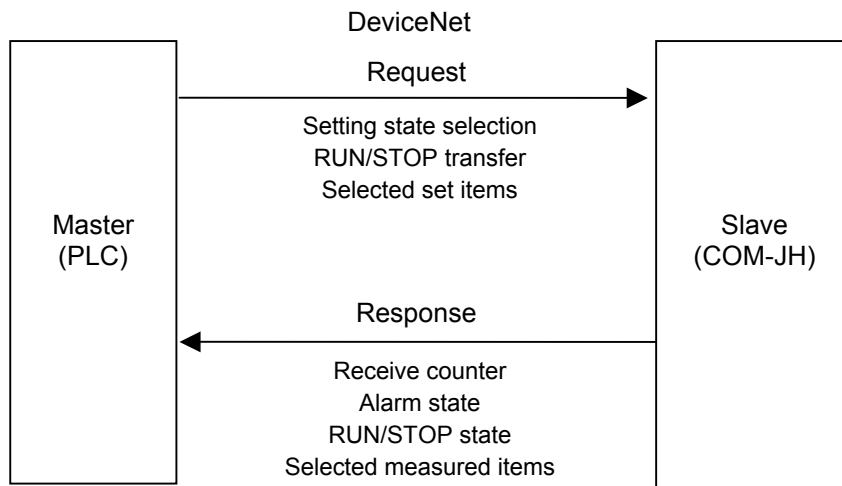 DeviceNet
Request
Setting state selection
RUN/STOP transfer
Selected set items
Master
(PLC)
Slave
(COM-JH)
Response
Receive counter
Alarm state
RUN/STOP state
Selected measured items